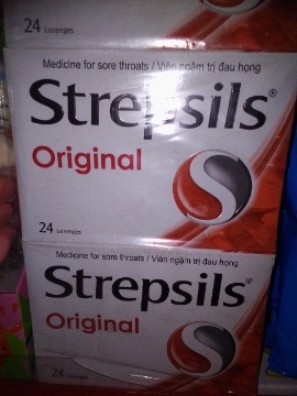 24 Lozenges
Medicine for sore throats / Viên ngậm trị đau họng
Strepsils®
Original
24 Lozenges
Medicine for sore throats / Viên ngậm trị đau họng
Strepsils®
Original
24 Lozenges